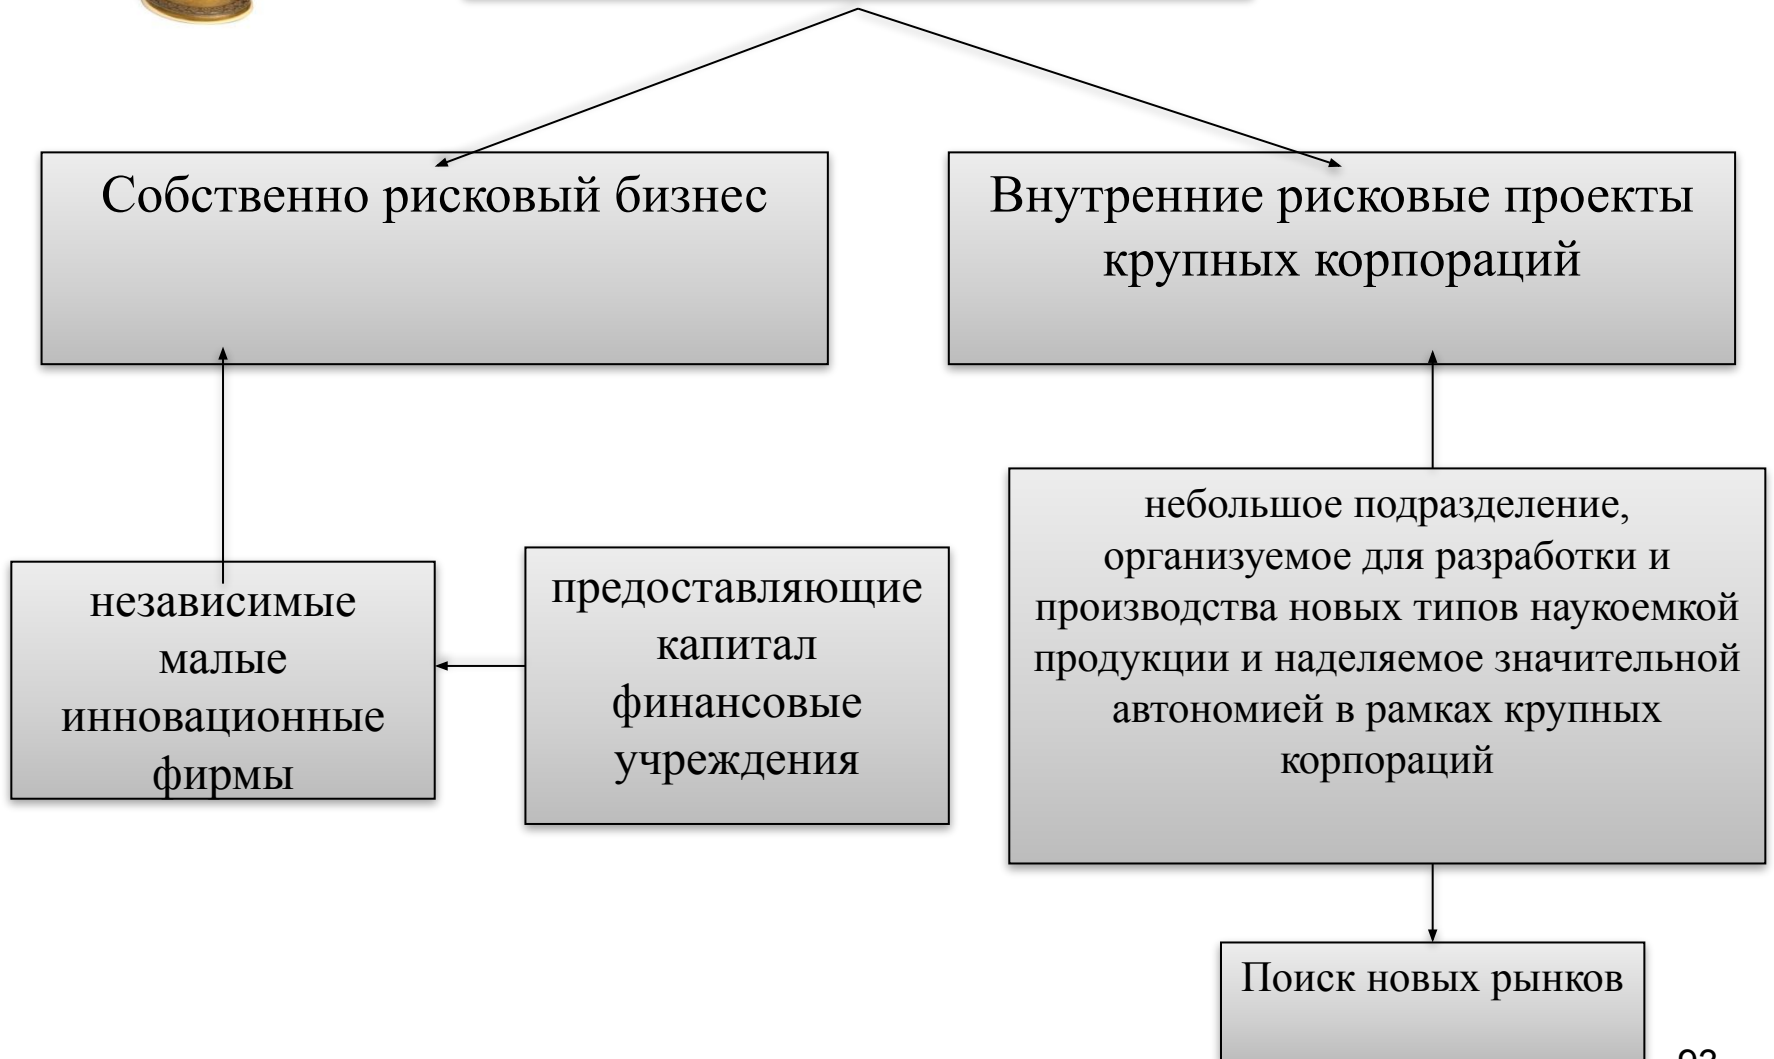 Собственно рисковый бизнес
Внутренние рисковые проекты
крупных корпораций
независимые
малые
инновационные
фирмы
предоставляющие
капитал
финансовые
учреждения
небольшое подразделение,
организуемое для разработки и
производства новых типов наукоемкой
продукции и наделяемое значительной
автономией в рамках крупных
корпораций
Поиск новых рынков